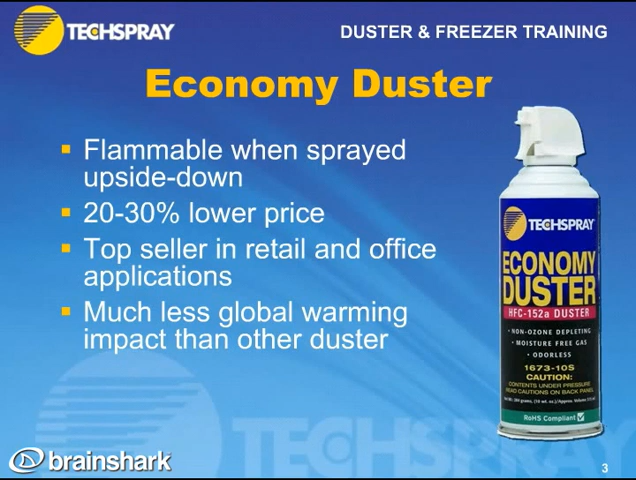 TECHSPRAY
DUSTER & FREEZER TRAINING
Economy Duster
Flammable when sprayed
upside-down
20-30% lower price
Top seller in retail and office
applications
Much less global warming
impact than other duster
TECHSPRAY
ECONOMY
DUSTER
HFC-152a DUSTER
• NON-OZONE DEPLETING
• MOISTURE FREE GAS
• ODORLESS
1673-10S
CAUTION:
CONTENTS UNDER PRESSURE
READ CAUTIONS ON BACK PANEL
RoHS Compliant
TECHSPRAY
brainshark
3